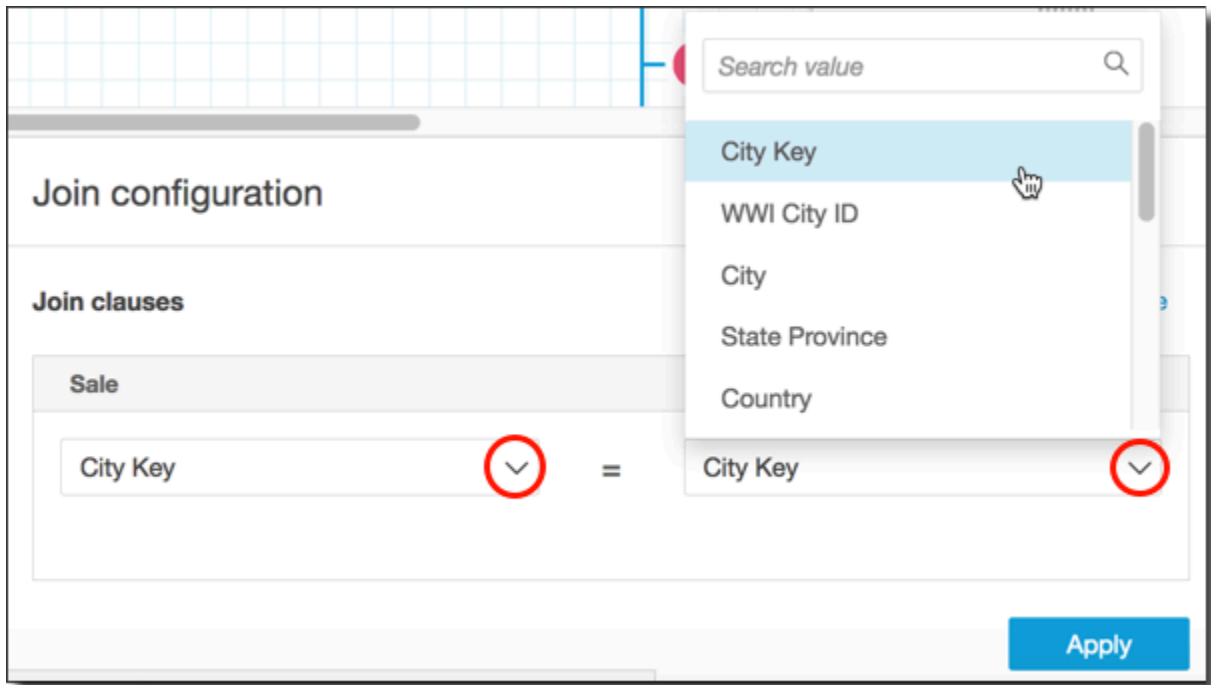 Search value
City Key
WWI City ID
City
State Province
Country
Join configuration
Join clauses
Sale
City Key = City Key
Apply